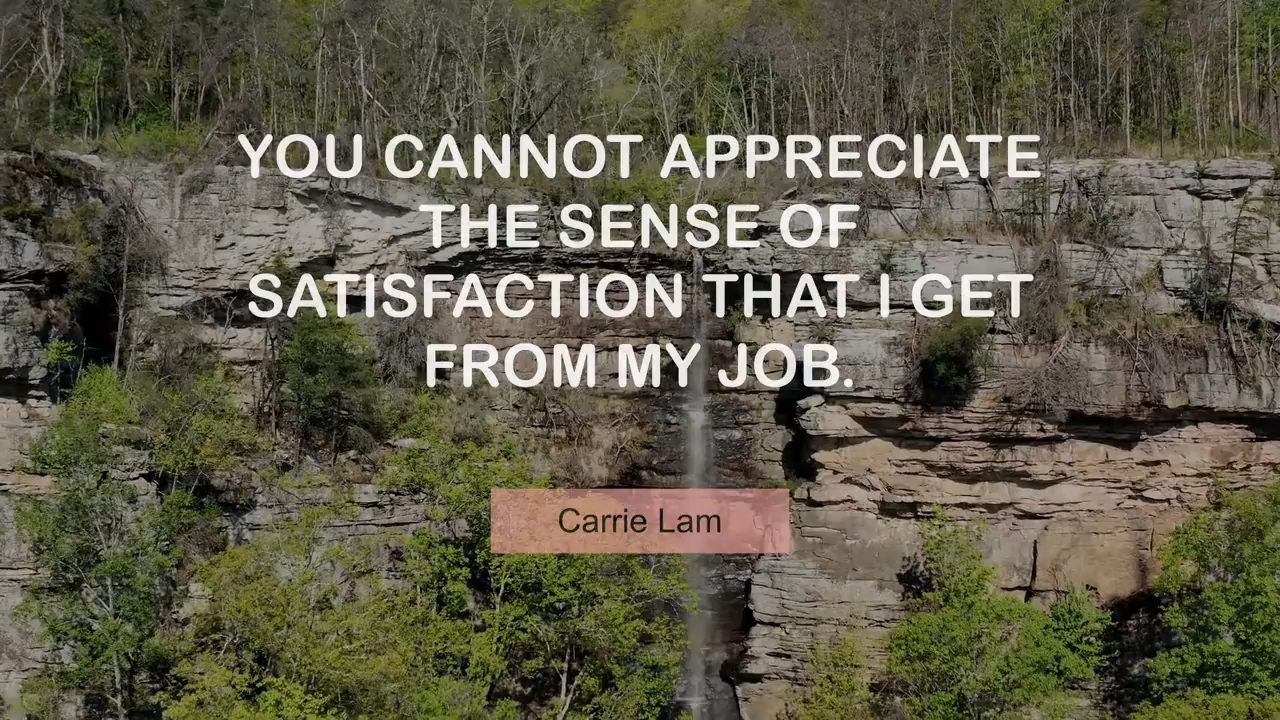 YOU CANNOT APPRECIATE
THE SENSE OF
SATISFACTION THAT I GET
FROM MY JOB.
Carrie Lam